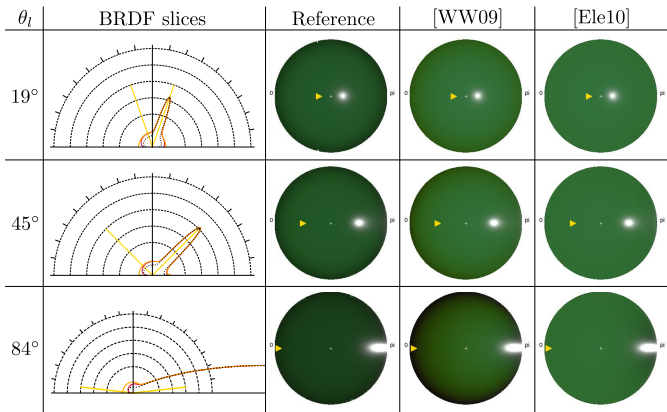 θl BRDF slices Reference [WW09] [Ele10]
19° 0 pi 0 pi 0 pi
45° 0 pi 0 pi 0 pi
84° 0 pi 0 pi 0 pi